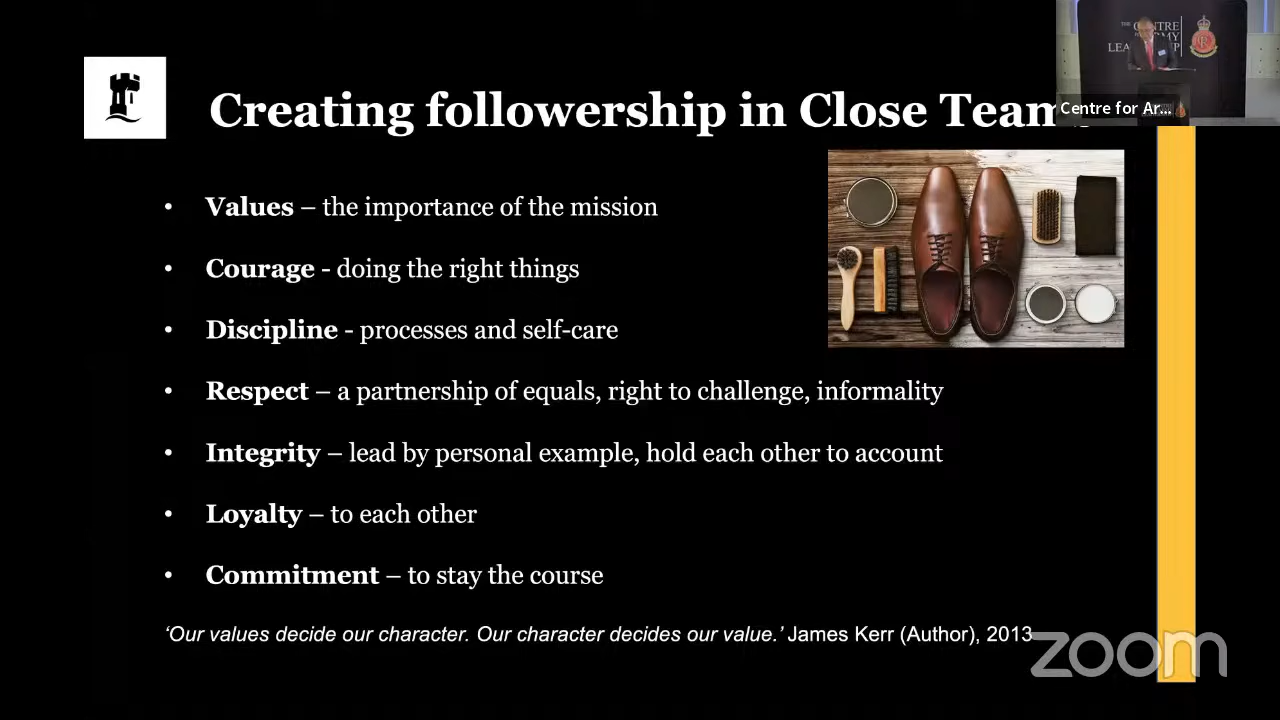 THE CENTRE
LEA
Centre for Ar...
Creating followership in Close Team
• Values – the importance of the mission
• Courage - doing the right things
• Discipline - processes and self-care
• Respect – a partnership of equals, right to challenge, informality
• Integrity – lead by personal example, hold each other to account
• Loyalty – to each other
• Commitment – to stay the course
‘Our values decide our character. Our character decides our value.’ James Kerr (Author), 2013
zoom